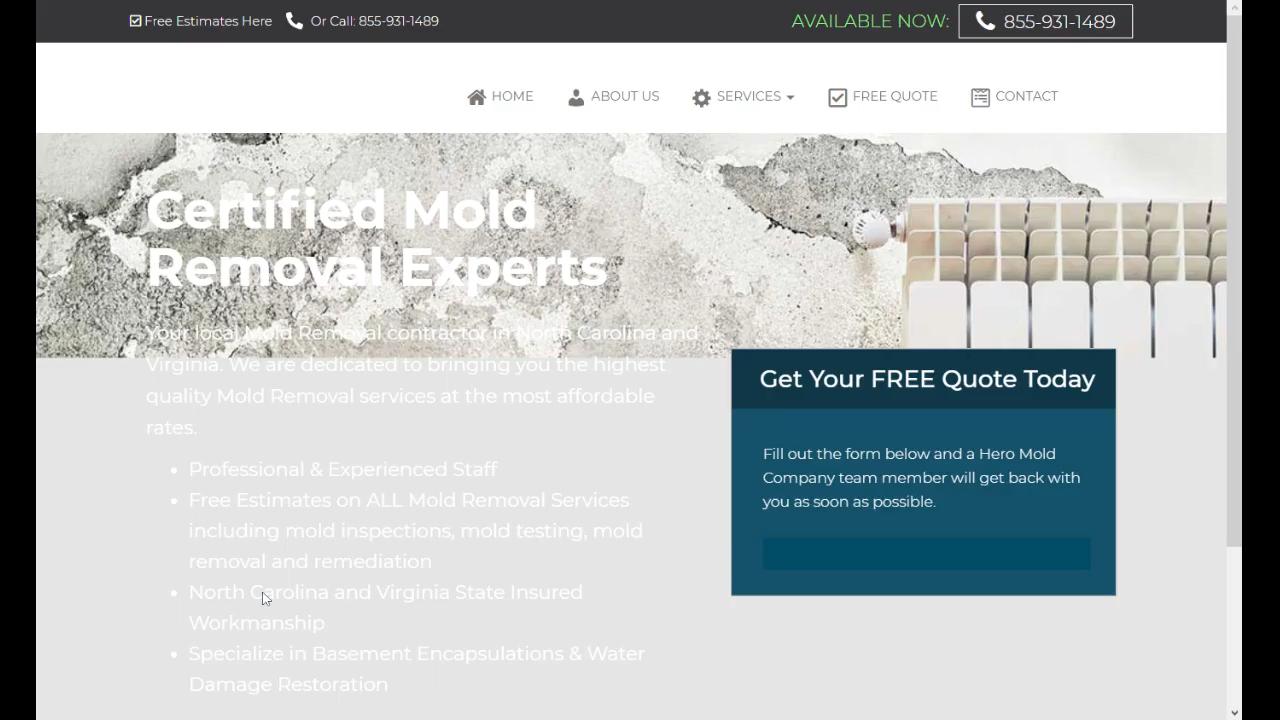 Free Estimates Here Or Call: 855-931-1489
AVAILABLE NOW: 855-931-1489
HOME ABOUT US SERVICES FREE QUOTE CONTACT
Certified Mold
Removal Experts
Your local Mold Removal contractor in North Carolina and
Virginia. We are dedicated to bringing you the highest
quality Mold Removal services at the most affordable
rates.
• Professional & Experienced Staff
• Free Estimates on ALL Mold Removal Services
including mold inspections, mold testing, mold
removal and remediation
• North Carolina and Virginia State Insured
Workmanship
• Specialize in Basement Encapsulations & Water
Damage Restoration
Get Your FREE Quote Today
Fill out the form below and a Hero Mold
Company team member will get back with
you as soon as possible.